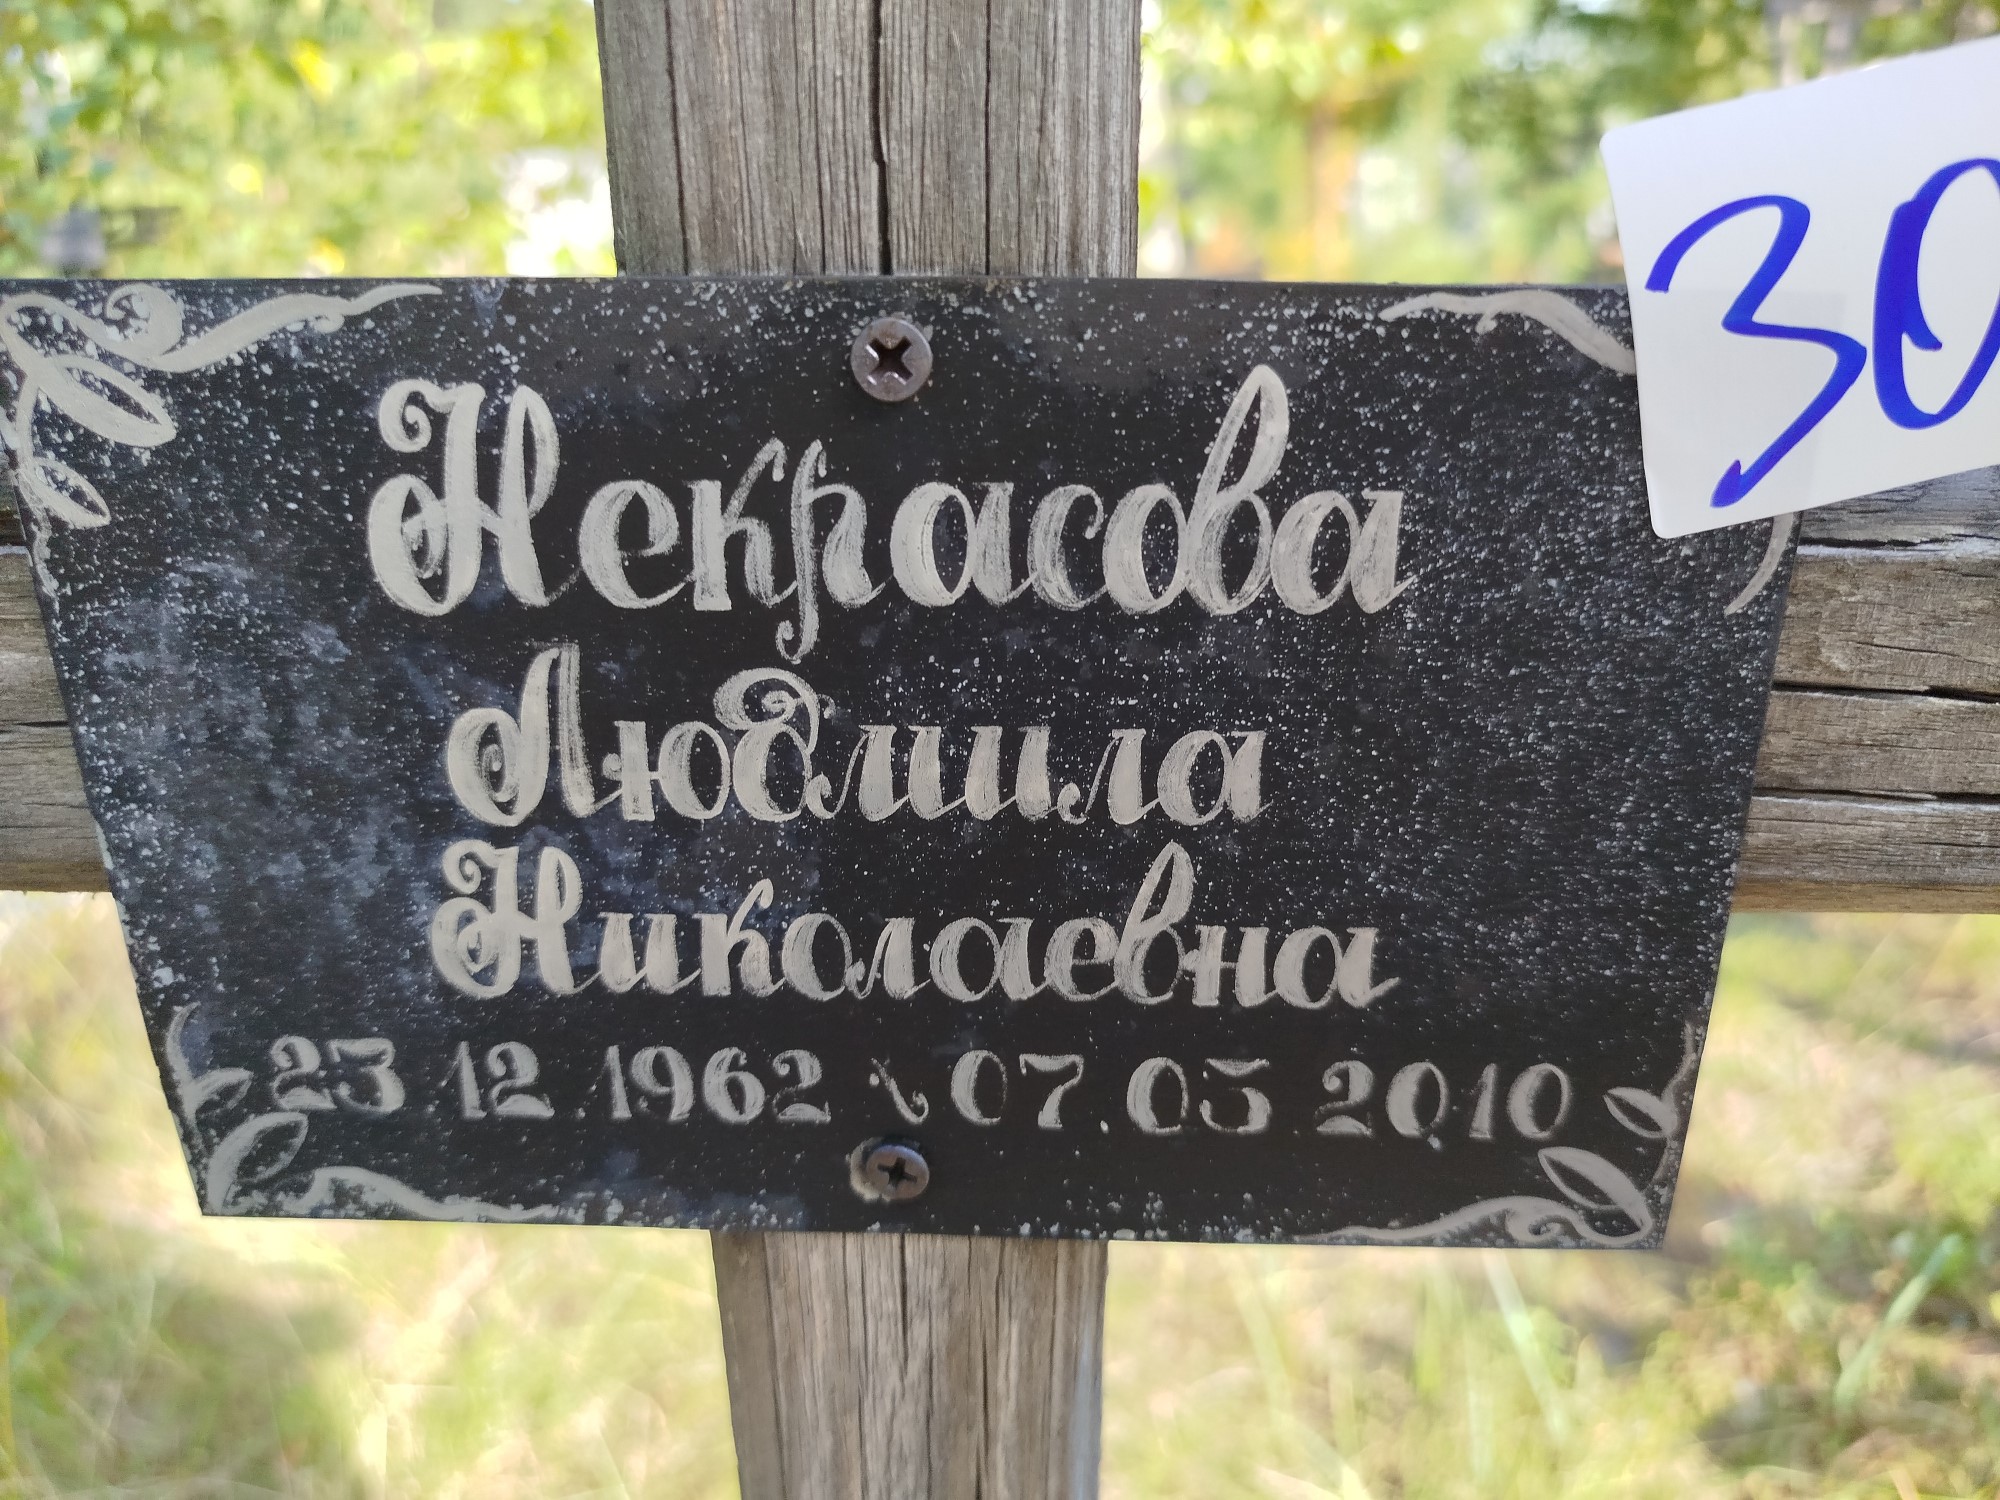 30
Некрасова
Людмила
Николаевна
23.12.1962 \ 07.05.2010